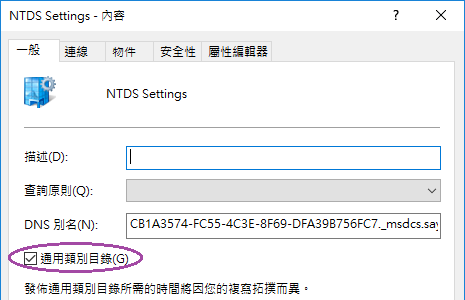 NTDS Settings - 內容
一般 連線 物件 安全性 屬性編輯器
NTDS Settings
描述(D):
查詢原則(Q):
DNS 別名(N): CB1A3574-FC55-4C3E-8F69-DFA39B756FC7._msdcs.say
通用類別目錄(G)
發佈通用類別目錄所需的時間將因您的複寫拓撲而異。